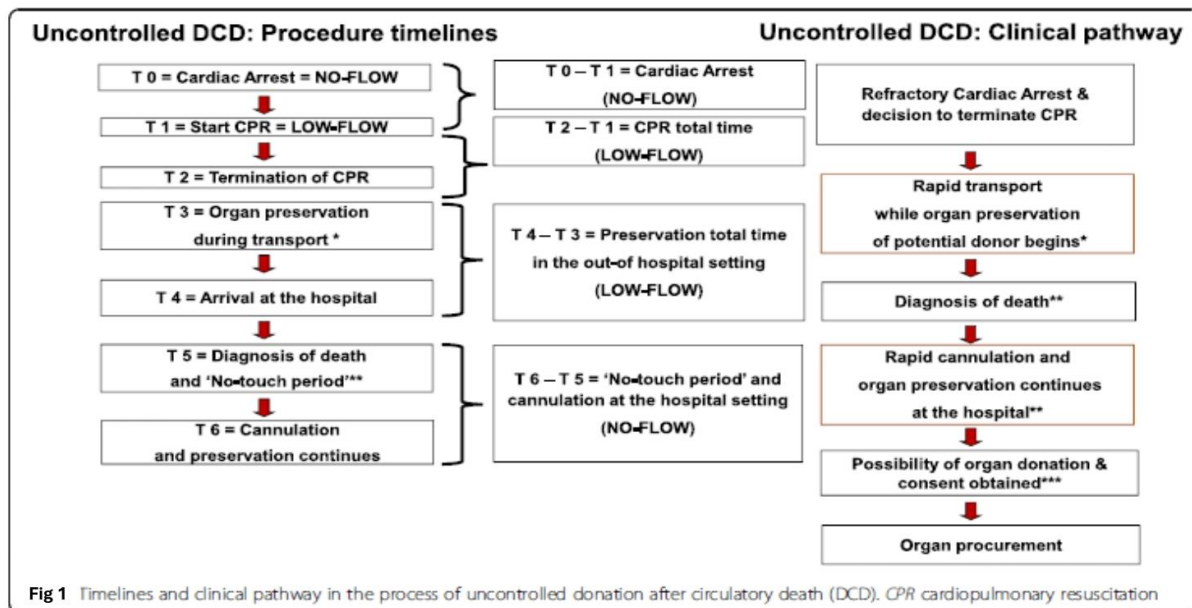 Uncontrolled DCD: Procedure timelines
T 0 = Cardiac Arrest = NO-FLOW
T 1 = Start CPR = LOW-FLOW
T 2 = Termination of CPR
T 3 = Organ preservation
during transport *
T 4 = Arrival at the hospital
T 5 = Diagnosis of death
and ‘No-touch period’**
T 6 = Cannulation
and preservation continues
T 0 – T 1 = Cardiac Arrest
(NO-FLOW)
T 2 – T 1 = CPR total time
(LOW-FLOW)
T 4 – T 3 = Preservation total time
in the out-of hospital setting
(LOW-FLOW)
T 6 – T 5 = ‘No-touch period’ and
cannulation at the hospital setting
(NO-FLOW)
Uncontrolled DCD: Clinical pathway
Refractory Cardiac Arrest &
decision to terminate CPR
Rapid transport
while organ preservation
of potential donor begins*
Diagnosis of death**
Rapid cannulation and
organ preservation continues
at the hospital**
Possibility of organ donation &
consent obtained***
Organ procurement
Fig 1 Timelines and clinical pathway in the process of uncontrolled donation after circulatory death (DCD). CPR cardiopulmonary resuscitation